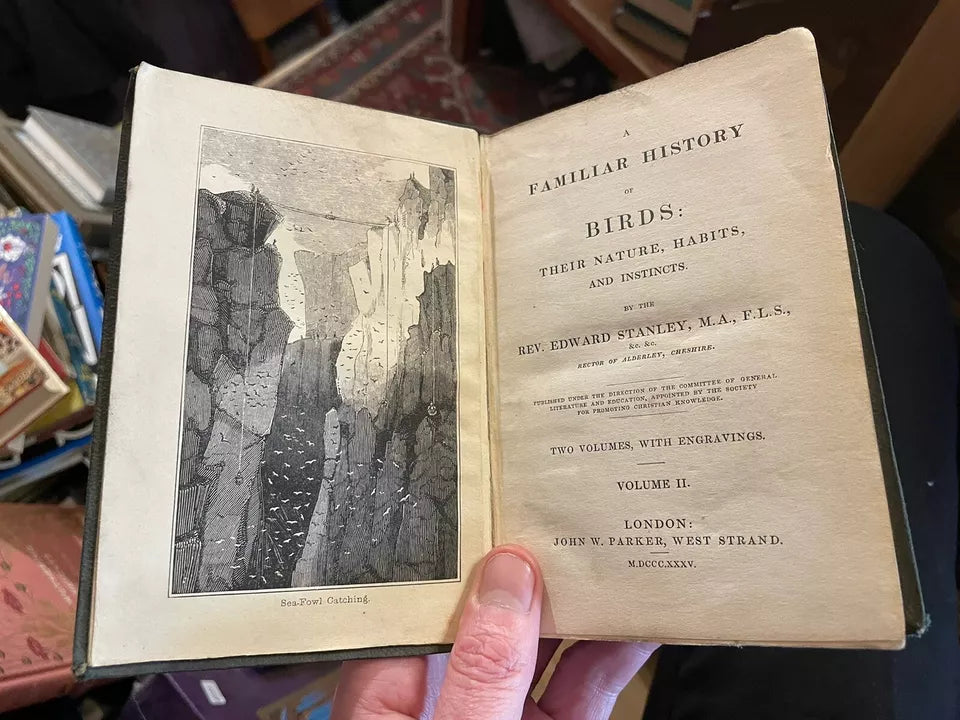 Sea-Fowl Catching.
A
FAMILIAR HISTORY
OF
BIRDS:
THEIR NATURE, HABITS,
AND INSTINCTS.
BY THE
REV. EDWARD STANLEY, M.A., F.L.S.,
&c. &c.
RECTOR OF ALDERLEY, CHESHIRE.
PUBLISHED UNDER THE DIRECTION OF THE COMMITTEE OF GENERAL
LITERATURE AND EDUCATION, APPOINTED BY THE SOCIETY
FOR PROMOTING CHRISTIAN KNOWLEDGE.
TWO VOLUMES, WITH ENGRAVINGS.
VOLUME II.
LONDON:
JOHN W. PARKER, WEST STRAND.
M.DCCC.XXXV.